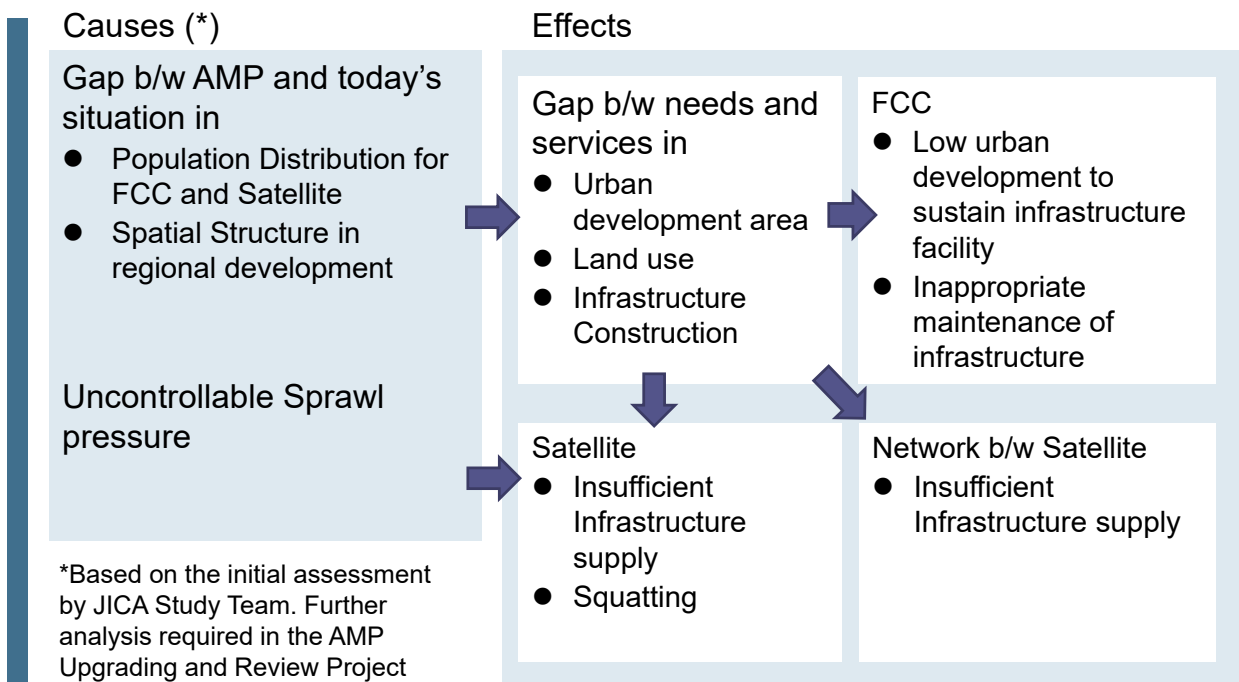 Causes (*)
Gap b/w AMP and today's
situation in
● Population Distribution for
FCC and Satellite
● Spatial Structure in
regional development
Uncontrollable Sprawl
pressure
*Based on the initial assessment
by JICA Study Team. Further
analysis required in the AMP
Upgrading and Review Project
Effects
Gap b/w needs and
services in
● Urban
development area
● Land use
● Infrastructure
Construction
FCC
● Low urban
development to
sustain infrastructure
facility
● Inappropriate
maintenance of
infrastructure
Satellite
● Insufficient
Infrastructure
supply
● Squatting
Network b/w Satellite
● Insufficient
Infrastructure supply